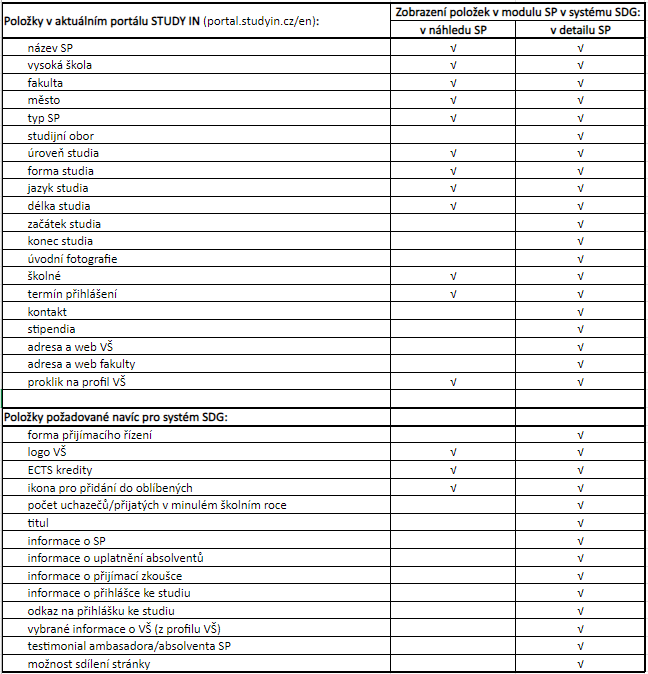 Položky v aktuálním portálu STUDY IN (portal.studyin.cz/en):
Zobrazení položek v modulu SP v systému SDG:
v náhledu SP
v detailu SP
název SP √ √
vysoká škola √ √
fakulta √ √
město √ √
typ SP √ √
studijní obor √
úroveň studia √ √
forma studia √ √
jazyk studia √ √
délka studia √ √
začátek studia √
konec studia √
úvodní fotografie √
školné √ √
termín přihlášení √ √
kontakt √
stipendia √
adresa a web VŠ √
adresa a web fakulty √
proklik na profil VŠ √ √
Položky požadované navíc pro systém SDG:
forma přijímacího řízení √
logo VŠ √ √
ECTS kredity √ √
ikona pro přidání do oblíbených √ √
počet uchazečů/přijatých v minulém školním roce √
titul √
informace o SP √
informace o uplatnění absolventů √
informace o přijímací zkoušce √
informace o přihlášce ke studiu √
odkaz na přihlášku ke studiu √
vybrané informace o VŠ (z profilu VŠ) √
testimonial ambasadora/absolventa SP √
možnost sdílení stránky √